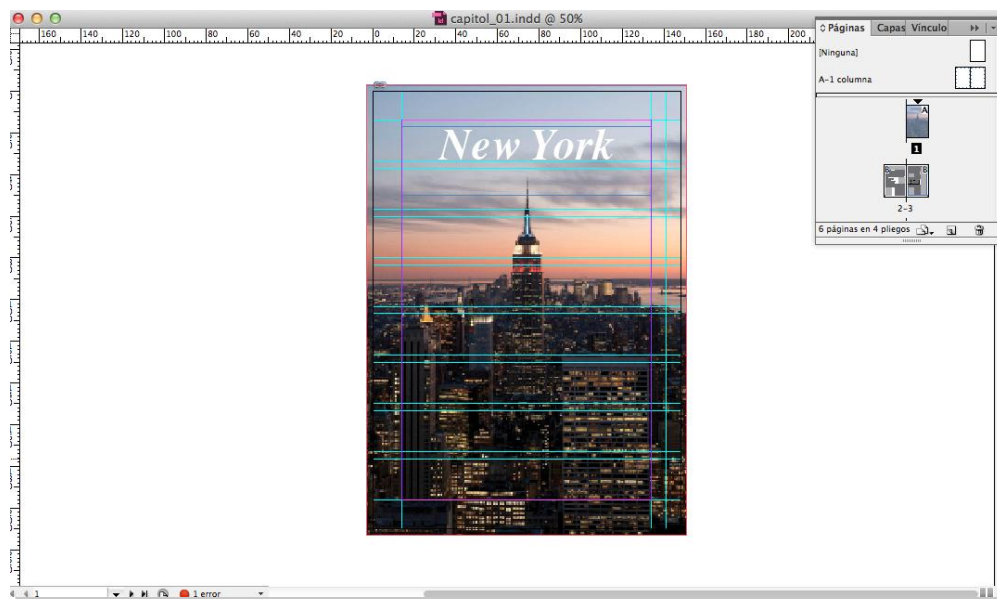 capitol_01.indd @ 50%
160 140 120 100 80 60 40 20 0 20 40 60 80 100 120 140 160 180 200
Páginas Capas Vínculo
[Ninguna]
A-1 columna
A
1
B
2-3
6 páginas en 4 pliegos
New York
1
1 error